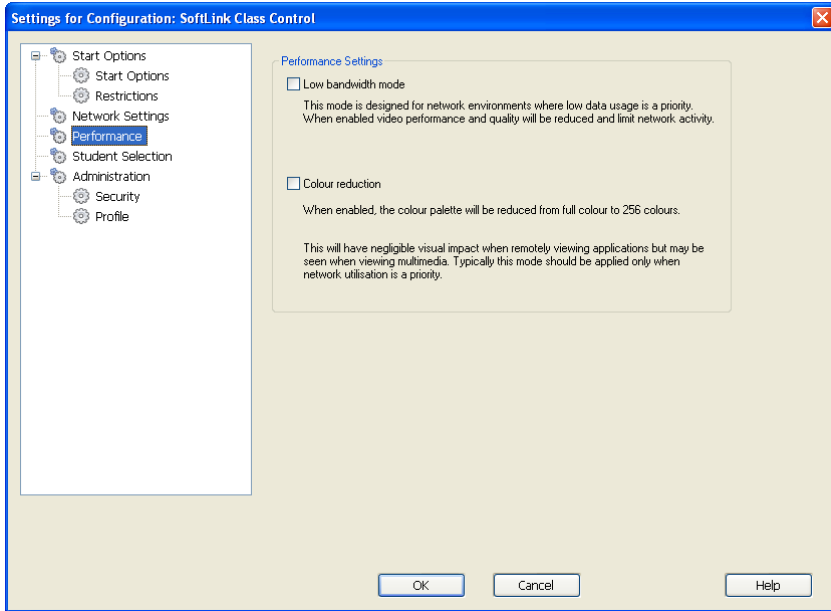 Settings for Configuration: SoftLink Class Control
Start Options
Start Options
Restrictions
Network Settings
Performance
Student Selection
Administration
Security
Profile
Performance Settings
Low bandwidth mode
This mode is designed for network environments where low data usage is a priority.
When enabled video performance and quality will be reduced and limit network activity.
Colour reduction
When enabled, the colour palette will be reduced from full colour to 256 colours.
This will have negligible visual impact when remotely viewing applications but may be
seen when viewing multimedia. Typically this mode should be applied only when
network utilisation is a priority.
OK
Cancel
Help